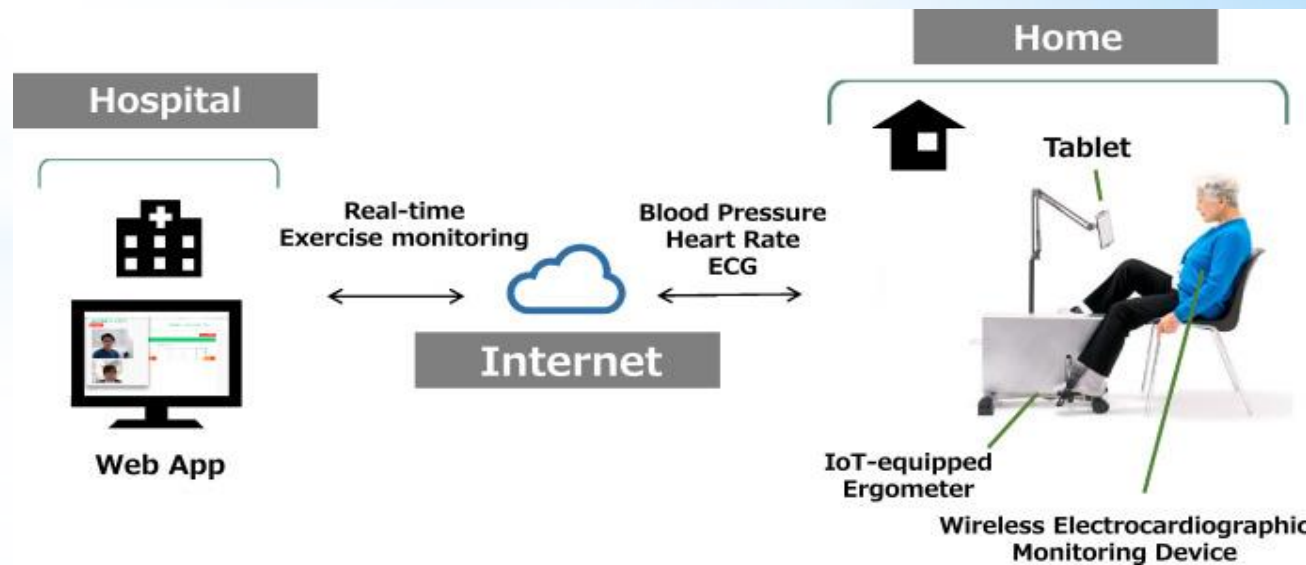 Hospital
Real-time
Exercise monitoring
Web App
Internet
Blood Pressure
Heart Rate
ECG
Home
Tablet
IoT-equipped
Ergometer
Wireless Electrocardiographic
Monitoring Device